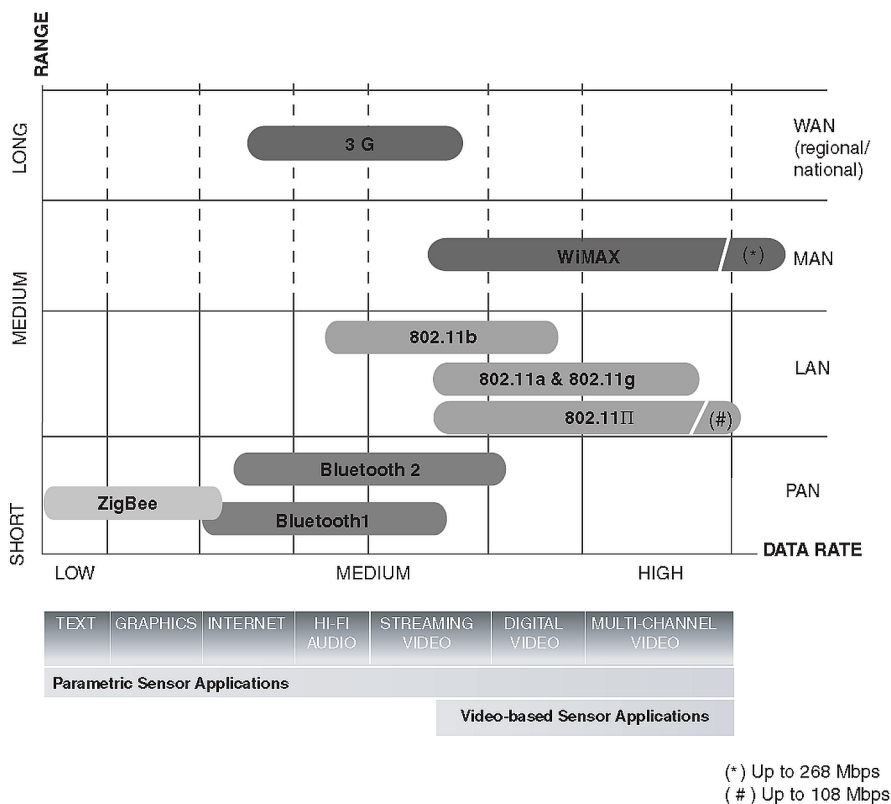 RANGE
LONG
3 G
WAN
(regional/
national)
MEDIUM
WiMAX
(*)
MAN
802.11b
802.11a & 802.11g
LAN
802.11Π
(#)
SHORT
Bluetooth 2
ZigBee
PAN
Bluetooth1
DATA RATE
LOW
MEDIUM
HIGH
TEXT
GRAPHICS
INTERNET
HI-FI
AUDIO
STREAMING
VIDEO
DIGITAL
VIDEO
MULTI-CHANNEL
VIDEO
Parametric Sensor Applications
Video-based Sensor Applications
(*) Up to 268 Mbps
( # ) Up to 108 Mbps